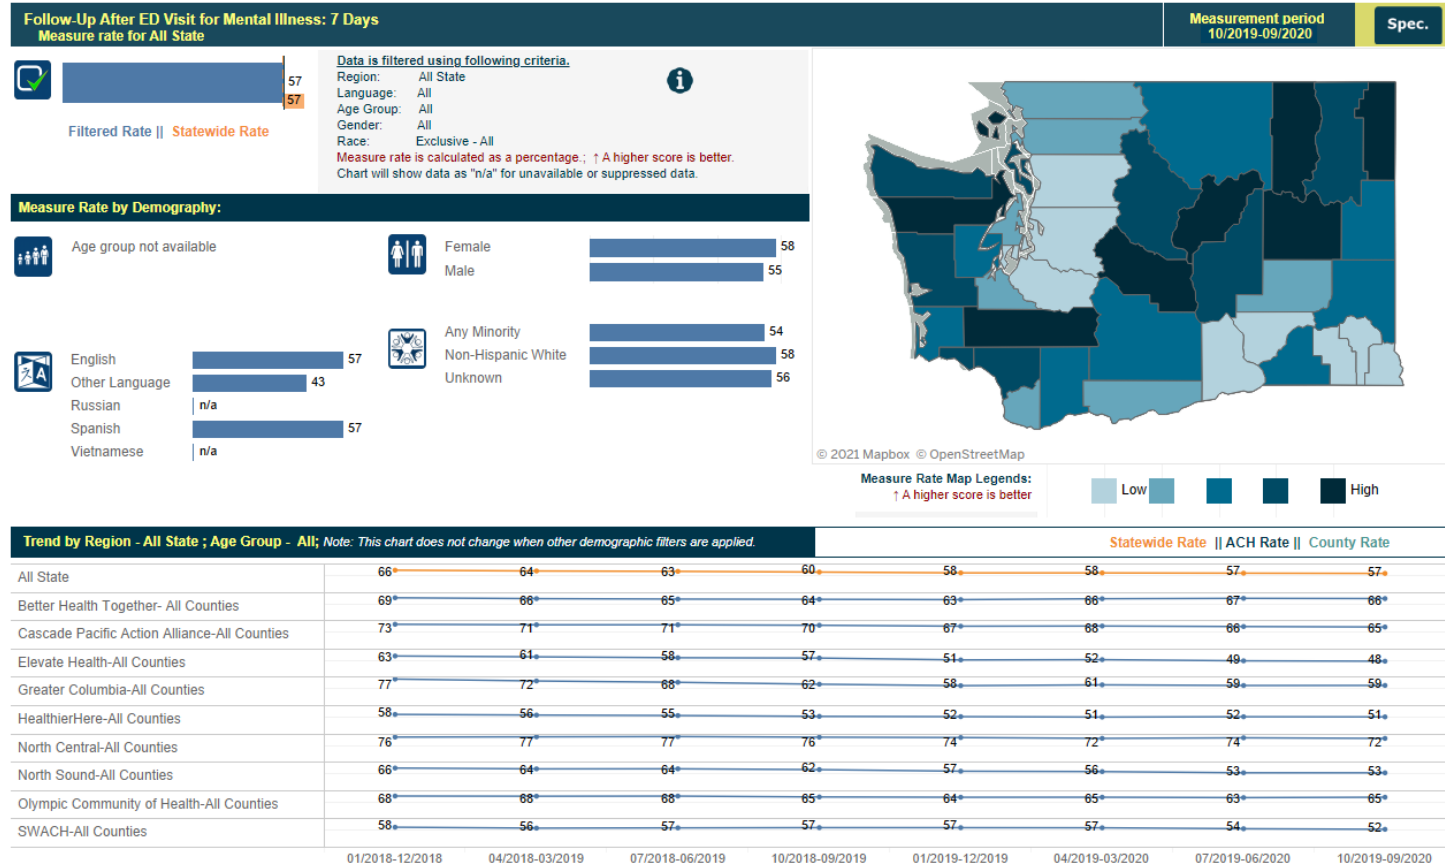 Follow-Up After ED Visit for Mental Illness: 7 Days
Measure rate for All State
Measurement period
10/2019-09/2020
Spec.
57
57
Filtered Rate || Statewide Rate
Data is filtered using following criteria.
Region: All State
Language: All
Age Group: All
Gender: All
Race: Exclusive - All
Measure rate is calculated as a percentage.; ↑ A higher score is better.
Chart will show data as "n/a" for unavailable or suppressed data.
Measure Rate by Demography:
Age group not available
Female 58
Male 55
Any Minority 54
Non-Hispanic White 58
Unknown 56
English 57
Other Language 43
Russian n/a
Spanish 57
Vietnamese n/a
© 2021 Mapbox © OpenStreetMap
Measure Rate Map Legends:
↑ A higher score is better
Low
High
Trend by Region - All State ; Age Group - All; Note: This chart does not change when other demographic filters are applied.
Statewide Rate || ACH Rate || County Rate
All State 66 64 63 60 58 58 57 57
Better Health Together- All Counties 69 66 65 64 63 66 67 66
Cascade Pacific Action Alliance-All Counties 73 71 71 70 67 68 66 65
Elevate Health-All Counties 63 61 58 57 51 52 49 48
Greater Columbia-All Counties 77 72 68 62 58 61 59 59
HealthierHere-All Counties 58 56 55 53 52 51 52 51
North Central-All Counties 76 77 77 76 74 72 74 72
North Sound-All Counties 66 64 64 62 57 56 53 53
Olympic Community of Health-All Counties 68 68 68 65 64 65 63 65
SWACH-All Counties 58 56 57 57 57 57 54 52
01/2018-12/2018 04/2018-03/2019 07/2018-06/2019 10/2018-09/2019 01/2019-12/2019 04/2019-03/2020 07/2019-06/2020 10/2019-09/2020